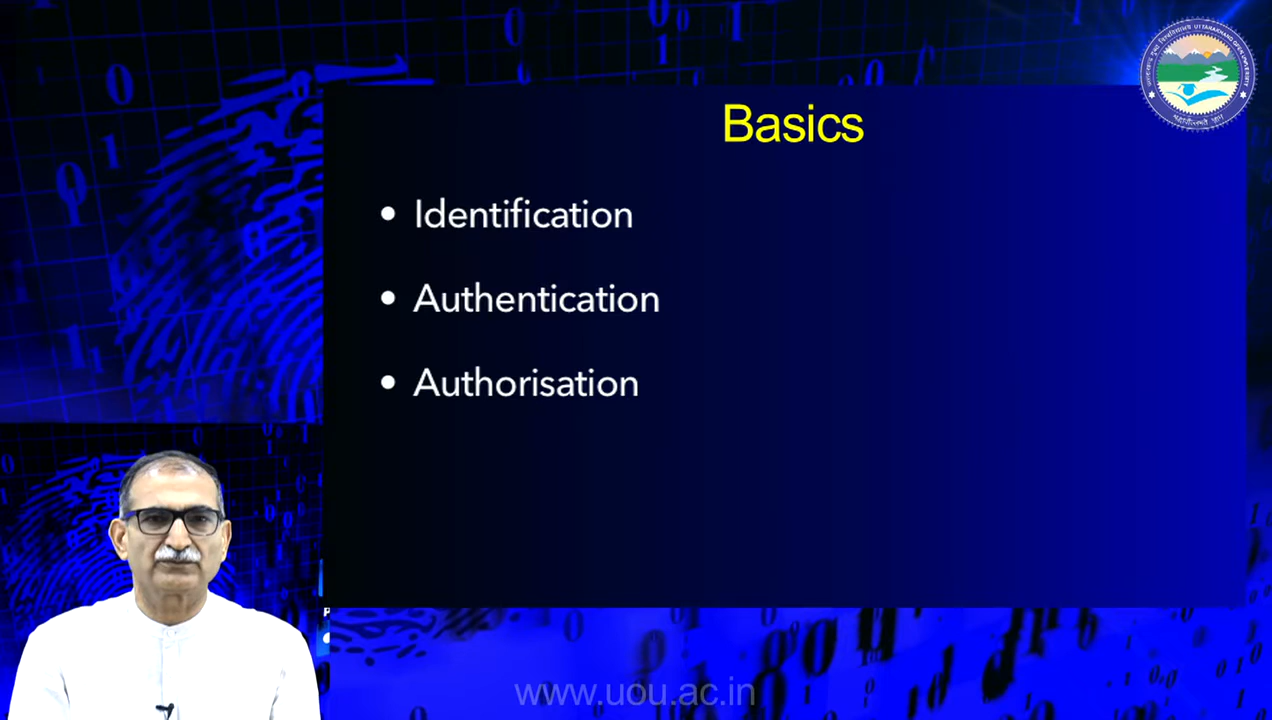 Basics
• Identification
• Authentication
• Authorisation
www.uou.ac.in